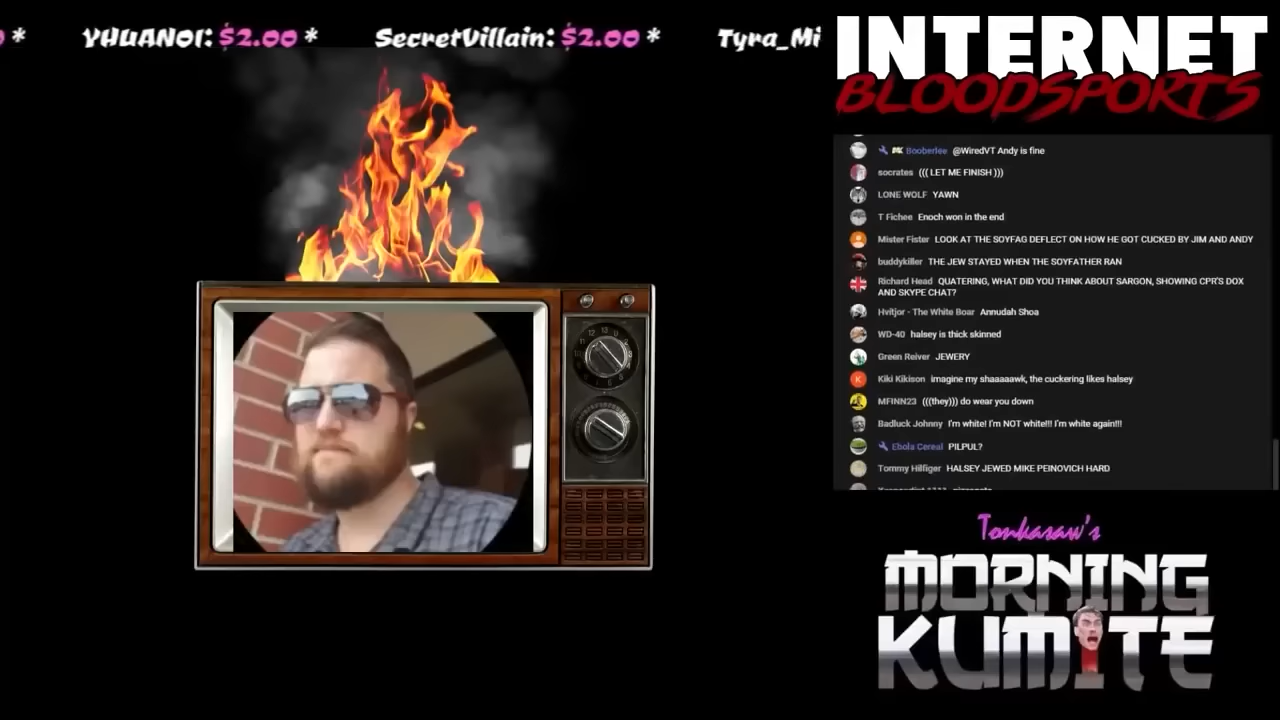 * YHUANOI: $2.00 * SecretVillain: $2.00 * Tyra_Mi
INTERNET
BLOODSPORTS
Booberlee @WiredVT Andy is fine
socrates ((( LET ME FINISH )))
LONE WOLF YAWN
T Fichee Enoch won in the end
Mister Fister LOOK AT THE SOYFAG DEFLECT ON HOW HE GOT CUCKED BY JIM AND ANDY
buddykiller THE JEW STAYED WHEN THE SOYFATHER RAN
Richard Head QUATERING, WHAT DID YOU THINK ABOUT SARGON, SHOWING CPR'S DOX
AND SKYPE CHAT?
Hvítjor - The White Boar Annudah Shoa
WD-40 halsey is thick skinned
Green Reiver JEWERY
Kiki Kikison imagine my shaaaaawk, the cuckering likes halsey
MFINN23 (((they))) do wear you down
Badluck Johnny I'm white! I'm NOT white!!! I'm white again!!!
Ebola Cereal PILPUL?
Tommy Hilfiger HALSEY JEWED MIKE PEINOVICH HARD
Tonkasaw's
MORNING
KUMITE